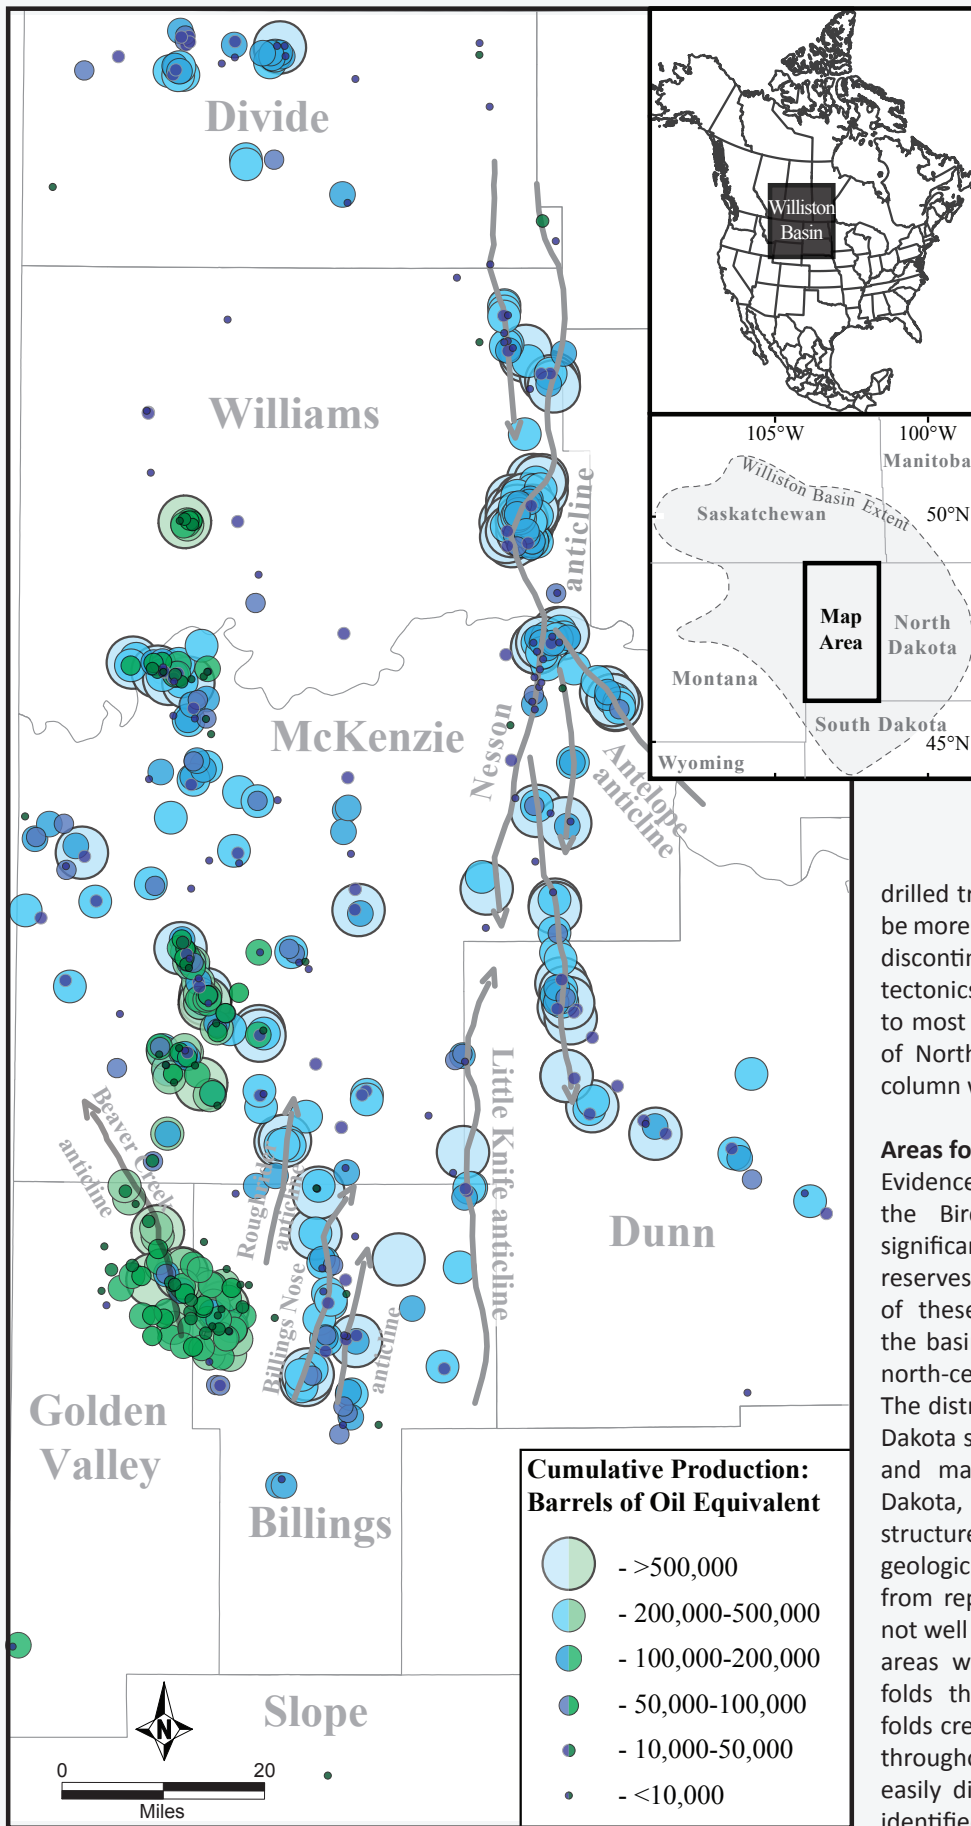 Divide
Williams
McKenzie
Nesson
anticline
Antelope
anticline
Beaver Creek
anticline
Roughrider
anticline
Billings Nose
anticline
Little Knife anticline
Dunn
Golden
Valley
Billings
Slope
N
0 20
Miles
Cumulative Production:
Barrels of Oil Equivalent
- >500,000
- 200,000-500,000
- 100,000-200,000
- 50,000-100,000
- 10,000-50,000
- <10,000
Williston
Basin
105°W 100°W
Manitoba
Williston Basin Extent
Saskatchewan 50°N
Map
Area
North
Dakota
Montana
South Dakota
45°N
Wyoming
drilled tr
be more
discontin
tectonics
to most
of North
column v
Areas fo
Evidence
the Bird
significar
reserves
of these
the basi
north-ce
The distr
Dakota s
and ma
Dakota,
structure
geologic
from rep
not well
areas w
folds th
folds cre
througho
easily di
identifie